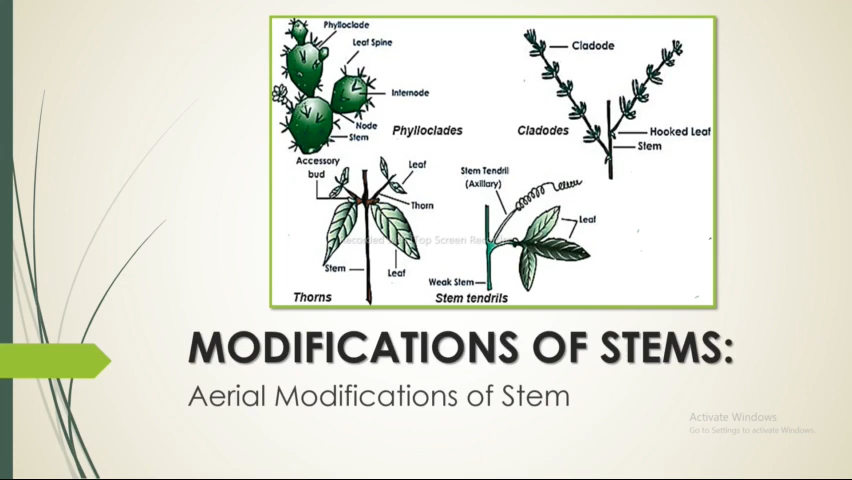 Phylloclade
Leaf Spine
Internode
Node
Stem
Phylloclades
Cladode
Hooked Leaf
Stem
Cladodes
Accessory
bud
Leaf
Thorn
Stem
Leaf
Thorns
Stem Tendril
(Axillary)
Leaf
Weak Stem
Stem tendrils
Top Screen
MODIFICATIONS OF STEMS:
Aerial Modifications of Stem
Activate Windows
Go to Settings to activate Windows.